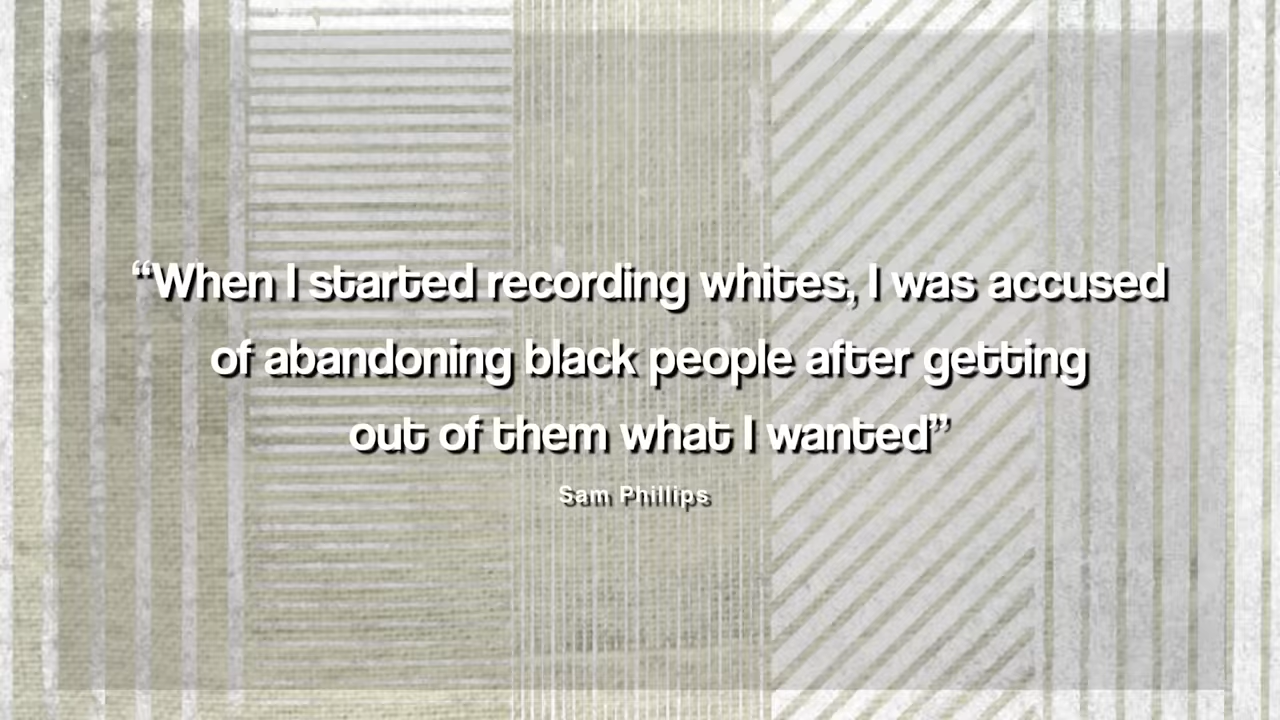 “When I started recording whites, I was accused
of abandoning black people after getting
out of them what I wanted”
Sam Phillips